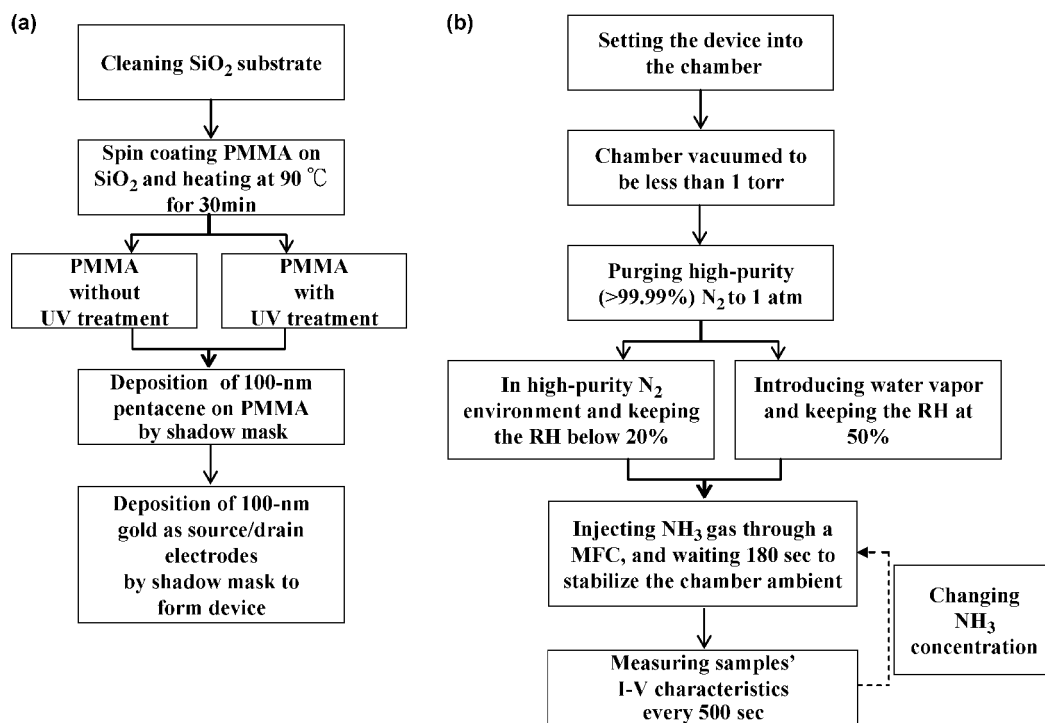 (a)
Cleaning SiO₂ substrate
Spin coating PMMA on
SiO₂ and heating at 90 ℃
for 30min
PMMA
without
UV treatment
PMMA
with
UV treatment
Deposition of 100-nm
pentacene on PMMA
by shadow mask
Deposition of 100-nm
gold as source/drain
electrodes
by shadow mask to
form device
(b)
Setting the device into
the chamber
Chamber vacuumed to
be less than 1 torr
Purging high-purity
(>99.99%) N₂ to 1 atm
In high-purity N₂
environment and keeping
the RH below 20%
Introducing water vapor
and keeping the RH at
50%
Injecting NH₃ gas through a
MFC, and waiting 180 sec to
stabilize the chamber ambient
Changing
NH₃
concentration
Measuring samples'
I-V characteristics
every 500 sec